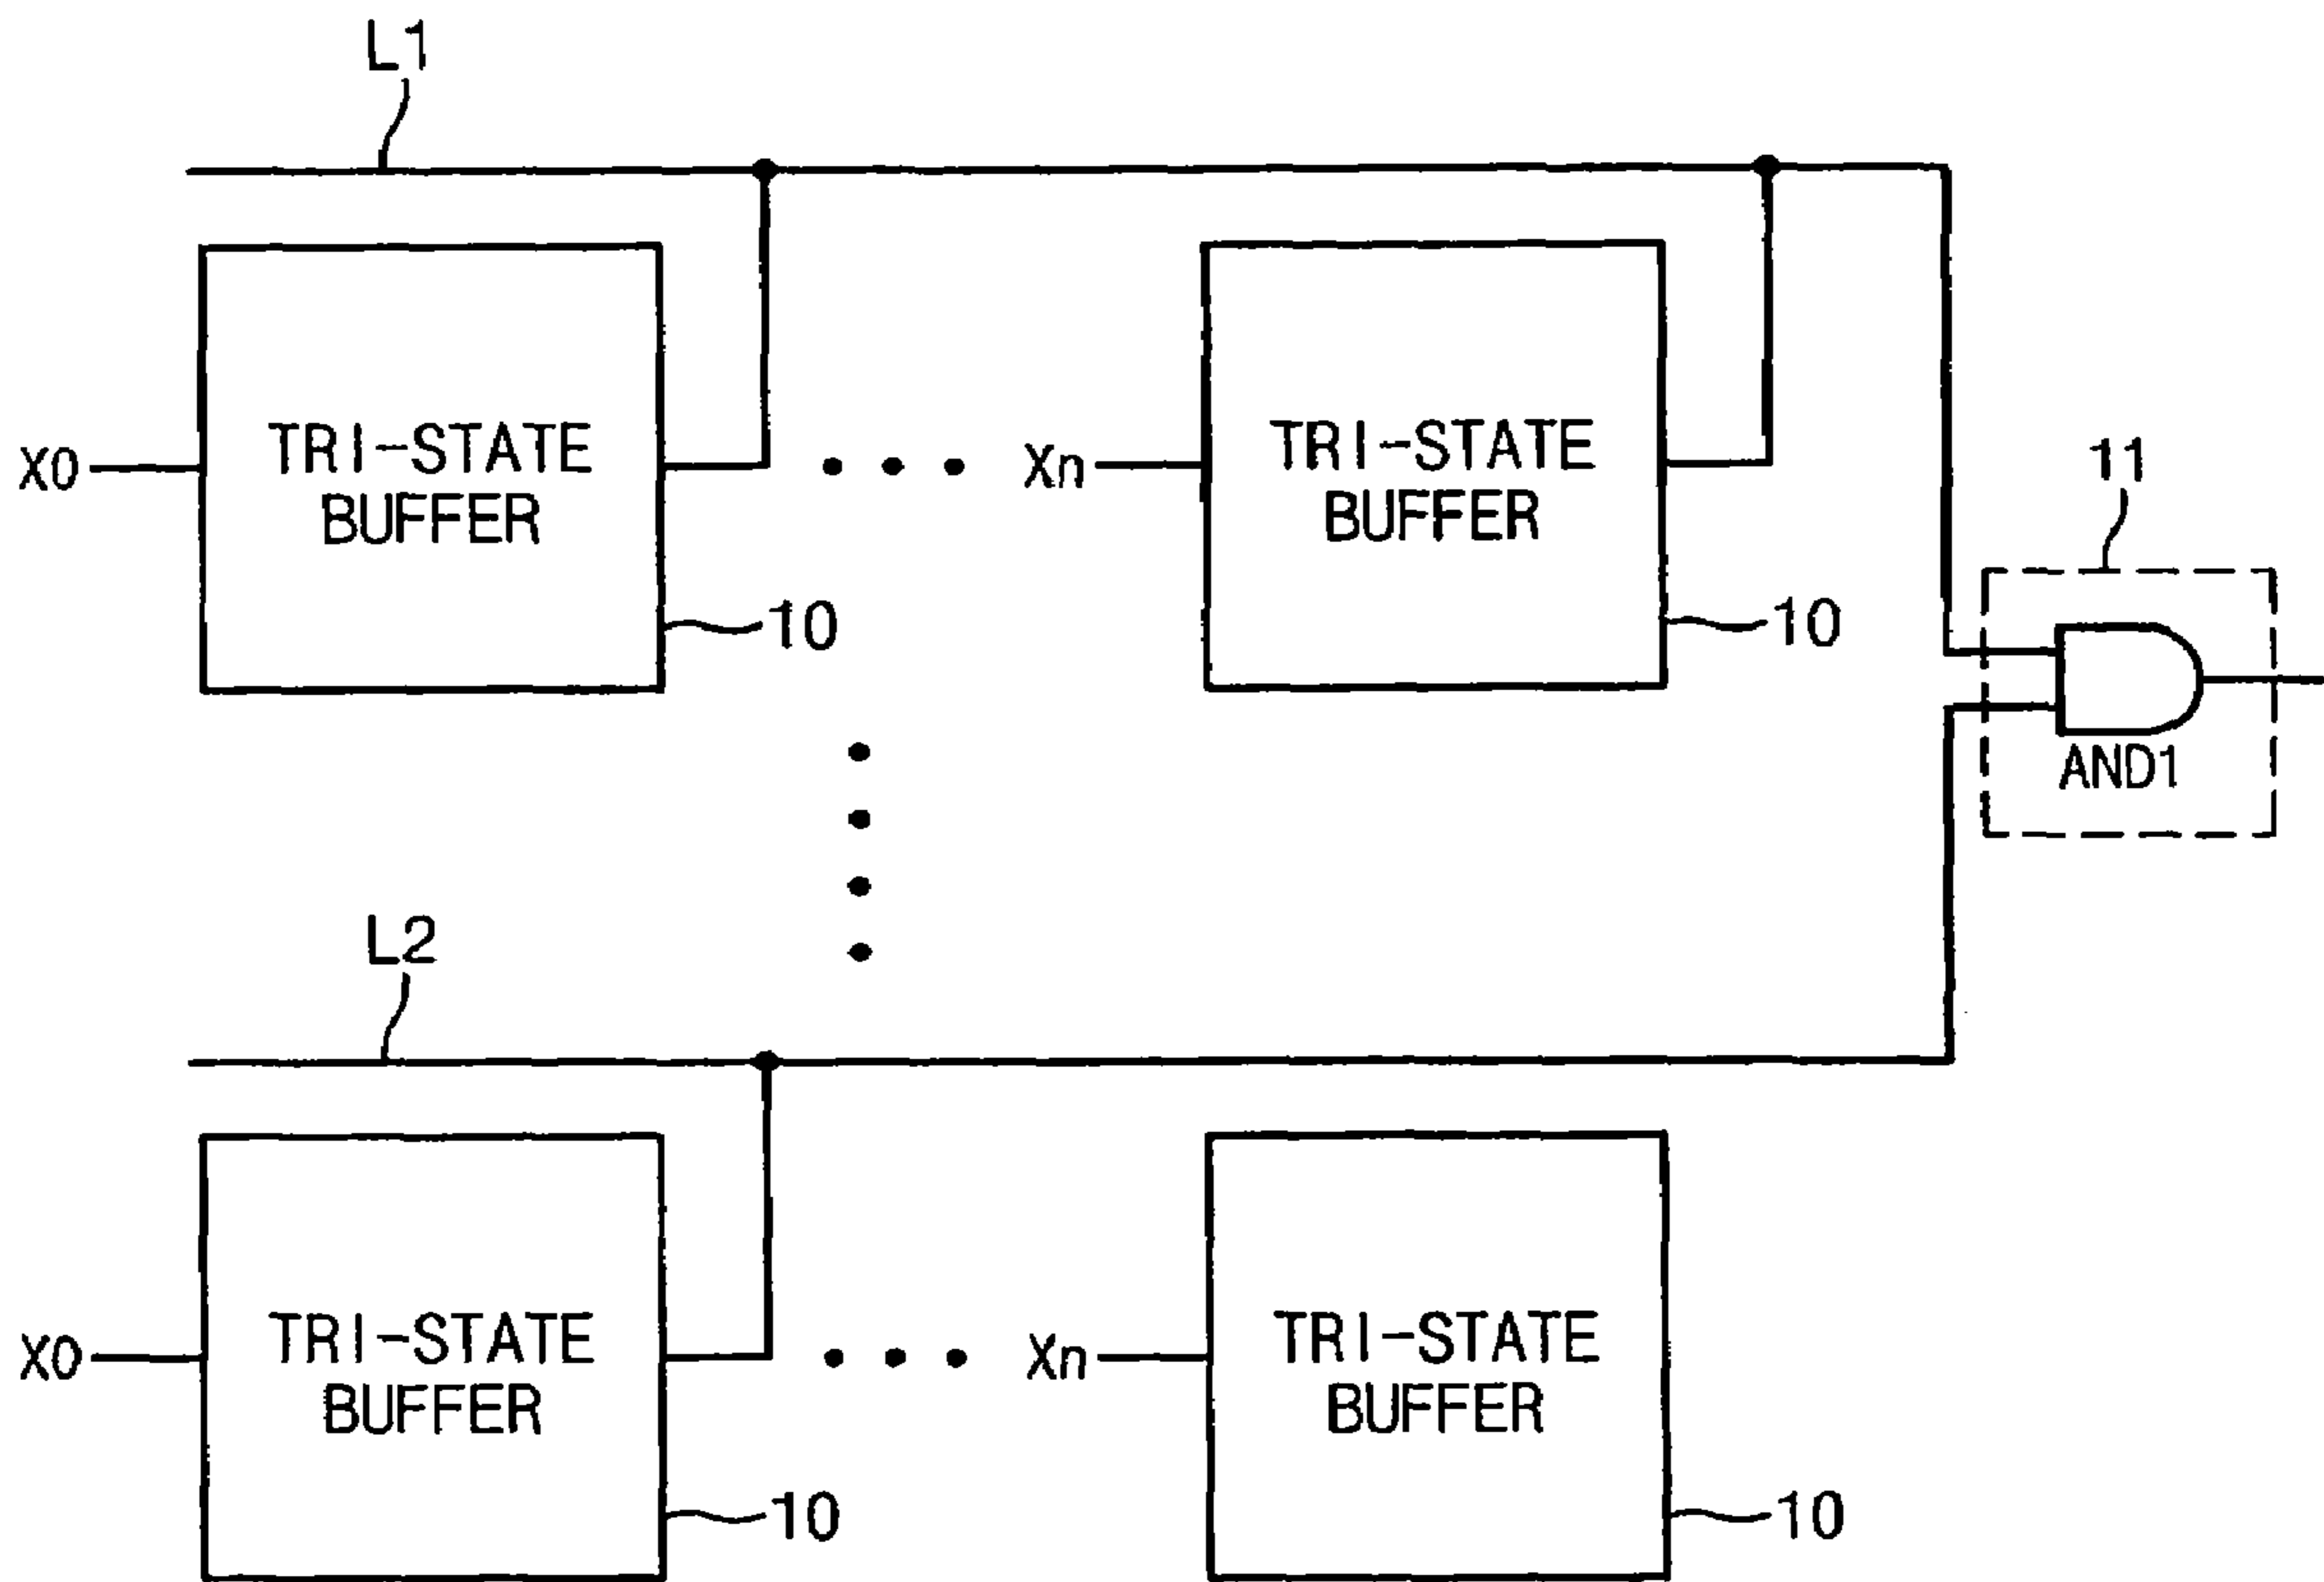 L1
X0
TRI-STATE
BUFFER
10
Xn
TRI-STATE
BUFFER
10
11
AND1
L2
X0
TRI-STATE
BUFFER
10
Xn
TRI-STATE
BUFFER
10